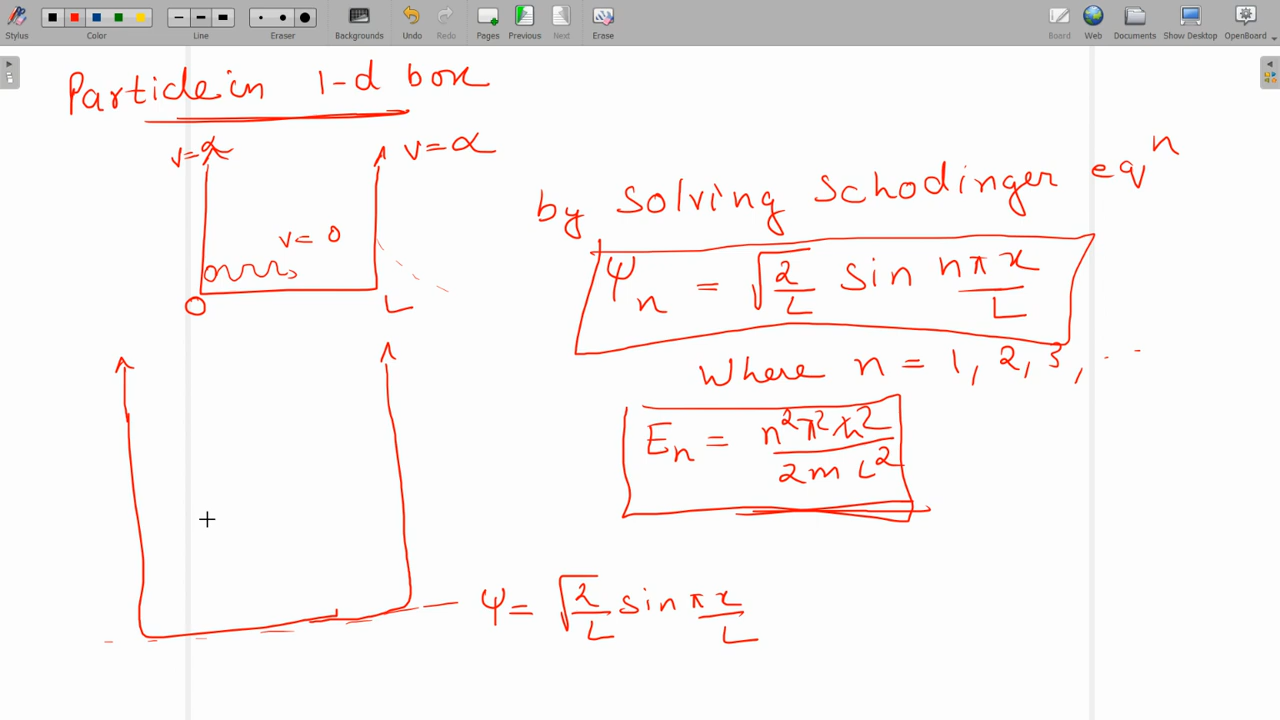 Stylus
Color
Line
Eraser
Backgrounds
Undo
Redo
Pages
Previous
Next
Erase
Board
Web
Documents
Show Desktop
OpenBoard
Particle in 1-d box
v=α
v=α
v= 0
0
L
by solving Schodinger eqⁿ
ψn = √2/L sin nπx/L
Where n = 1, 2, 3, ...
En = n²π²ħ²/2mL²
ψ = √2/L sin πx/L